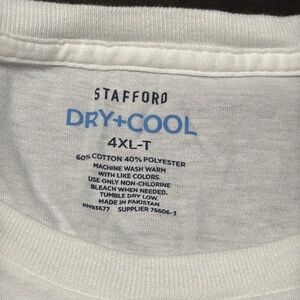 STAFFORD
DRY+COOL
4XL-T
60% COTTON 40% POLYESTER
MACHINE WASH WARM
WITH LIKE COLORS.
USE ONLY NON-CHLORINE
BLEACH WHEN NEEDED.
TUMBLE DRY LOW.
MADE IN PAKISTAN
RN93677 SUPPLIER 76606-3